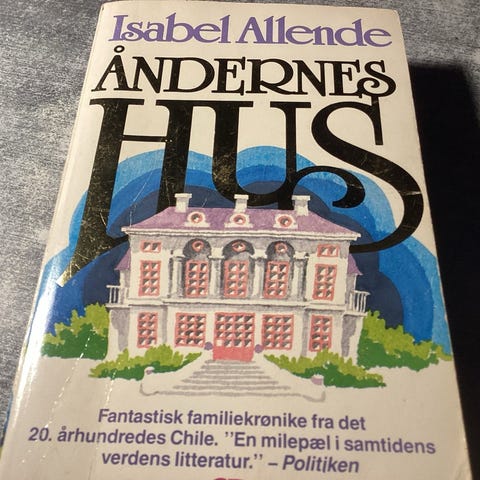 Isabel Allende
ÅNDERNES
HUS
Fantastisk familiekrønike fra det
20. århundredes Chile. "En milepæl i samtidens
verdens litteratur." – Politiken